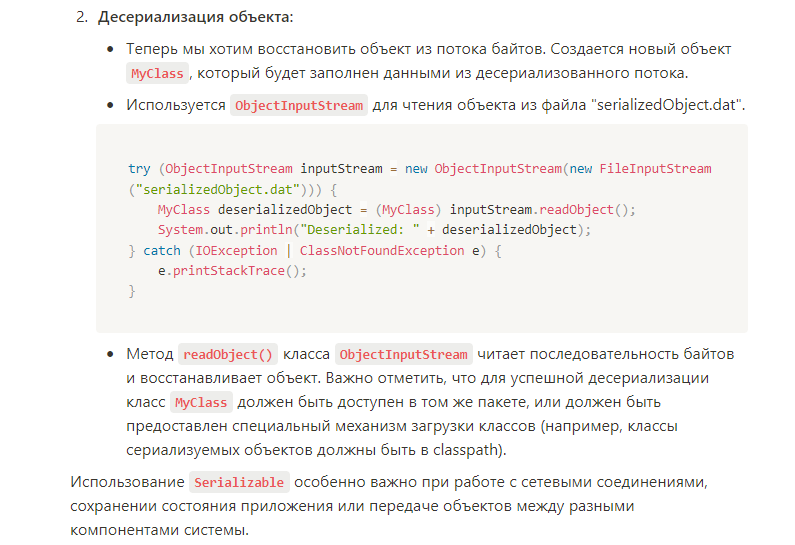 2. Десериализация объекта:
• Теперь мы хотим восстановить объект из потока байтов. Создается новый объект
MyClass, который будет заполнен данными из десериализованного потока.
• Используется ObjectInputStream для чтения объекта из файла "serializedObject.dat".
try (ObjectInputStream inputStream = new ObjectInputStream(new FileInputStream
("serializedObject.dat"))) {
    MyClass deserializedObject = (MyClass) inputStream.readObject();
    System.out.println("Deserialized: " + deserializedObject);
} catch (IOException | ClassNotFoundException e) {
    e.printStackTrace();
}
• Метод readObject() класса ObjectInputStream читает последовательность байтов
и восстанавливает объект. Важно отметить, что для успешной десериализации
класс MyClass должен быть доступен в том же пакете, или должен быть
предоставлен специальный механизм загрузки классов (например, классы
сериализуемых объектов должны быть в classpath).
Использование Serializable особенно важно при работе с сетевыми соединениями,
сохранении состояния приложения или передаче объектов между разными
компонентами системы.